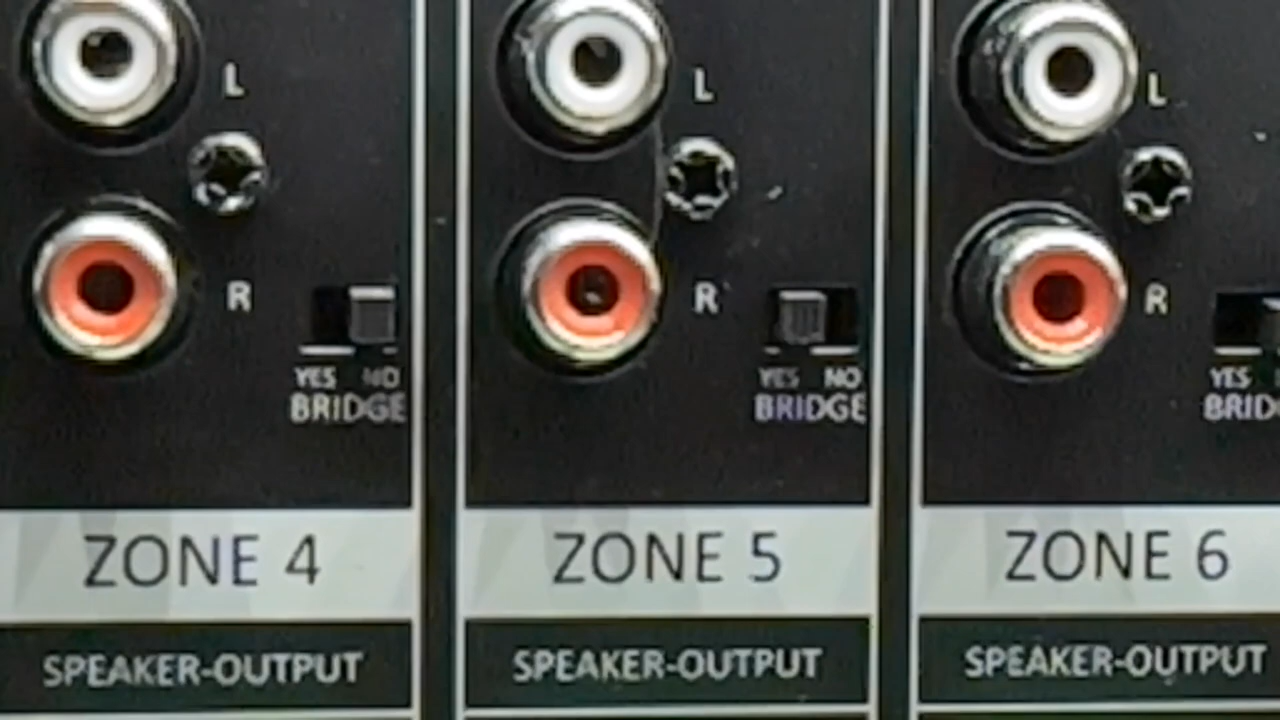 L
R
YES NO
BRIDGE
ZONE 4
SPEAKER-OUTPUT
L
R
YES NO
BRIDGE
ZONE 5
SPEAKER-OUTPUT
L
R
YES
ZONE 6
SPEAKER-OUTPUT